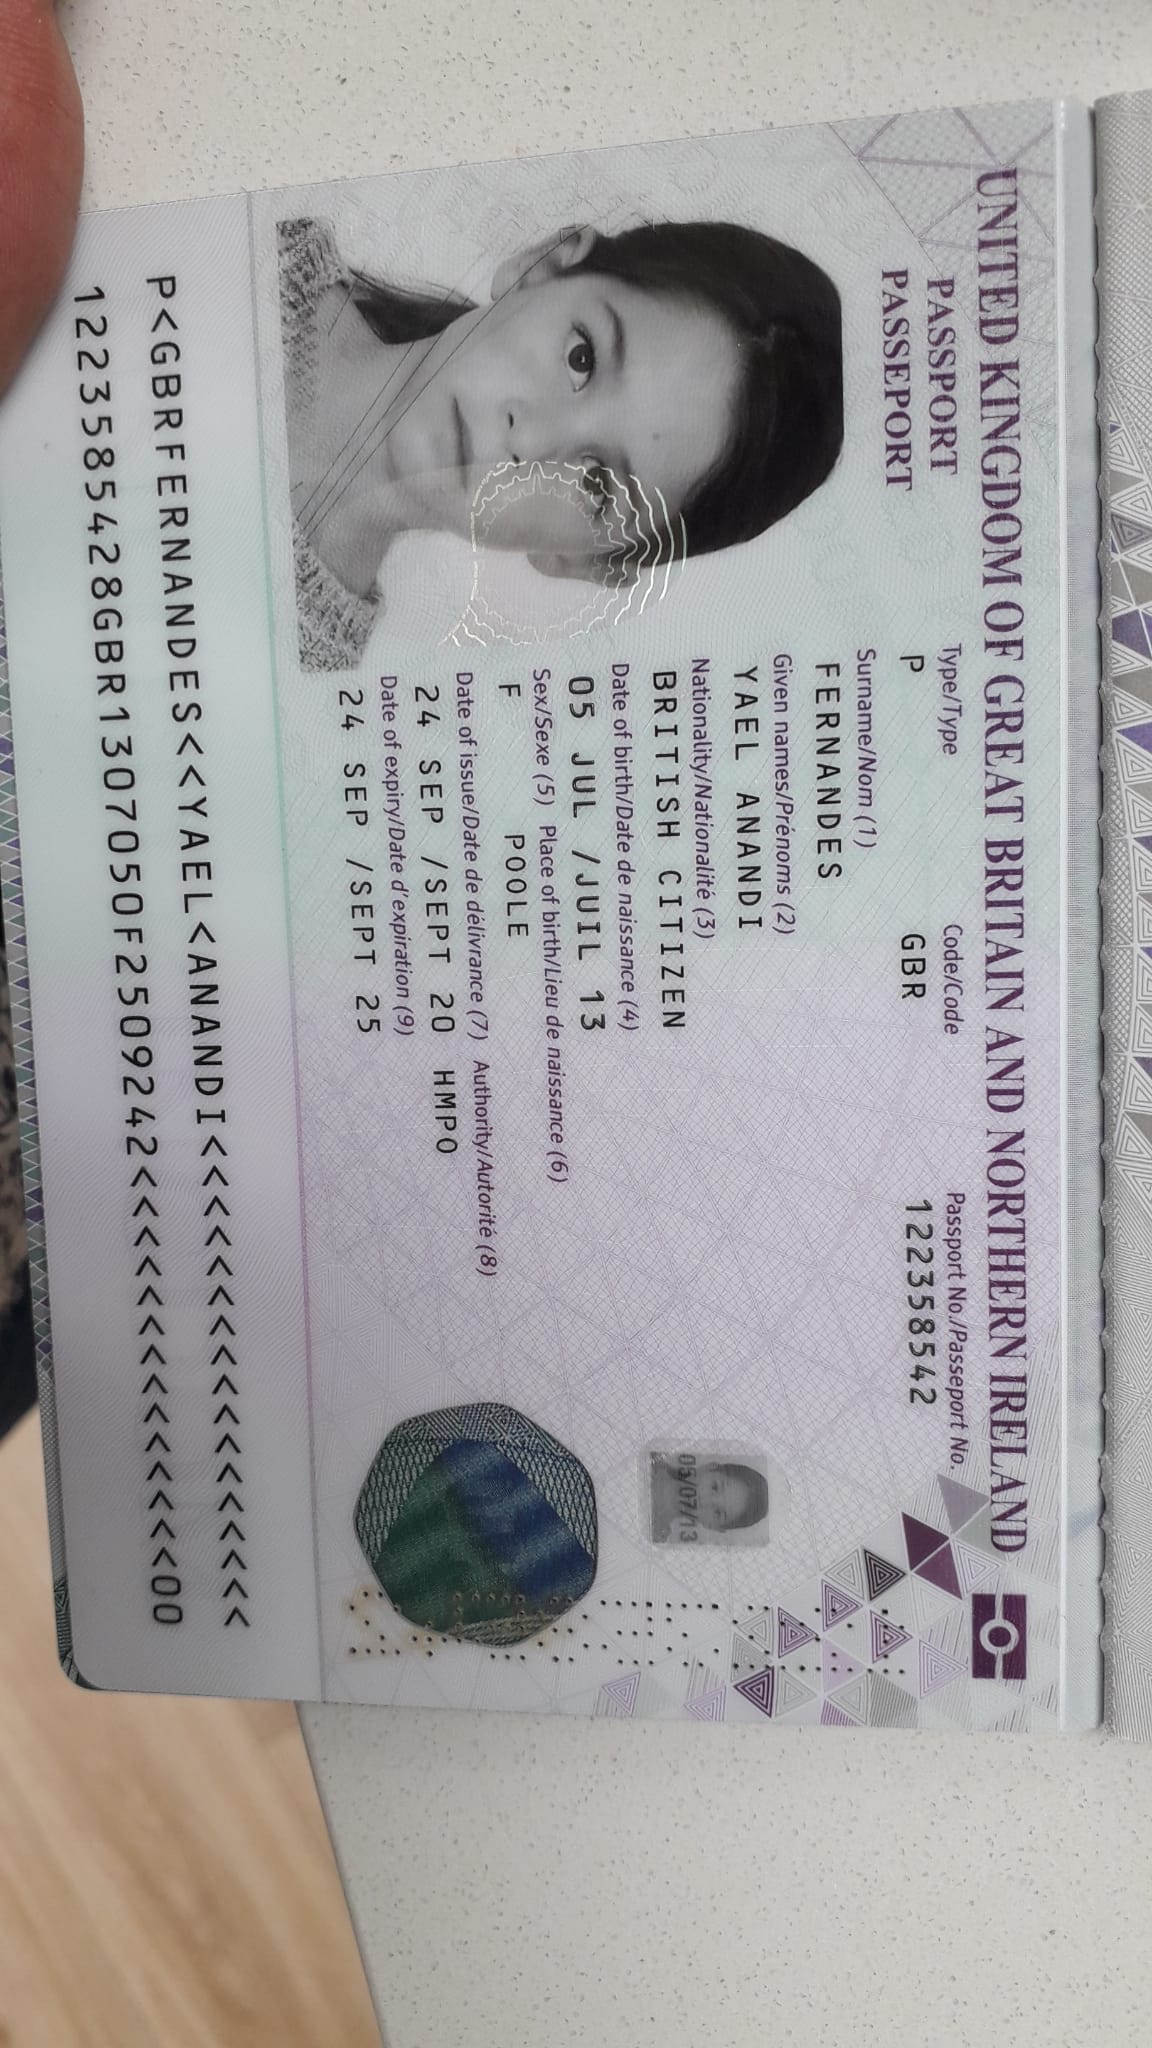 UNITED KINGDOM OF GREAT BRITAIN AND NORTHERN IRELAND
PASSPORT
PASSEPORT
Type/Type Code/Code Passport No./Passeport No.
P GBR 122358542
Surname/Nom (1)
FERNANDES
Given names/Prénoms (2)
YAEL ANANDI
Nationality/Nationalité (3)
BRITISH CITIZEN
Date of birth/Date de naissance (4)
05 JUL /JUIL 13
05/07/13
Sex/Sexe (5) Place of birth/Lieu de naissance (6)
F POOLE
Date of issue/Date de délivrance (7) Authority/Autorité (8)
24 SEP /SEPT 20 HMPO
Date of expiry/Date d'expiration (9)
24 SEP /SEPT 25
P<GBRFERNANDES<<YAEL<ANANDI<<<<<<<<<<<<<<<<<
1223585428GBR1307050F2509242<<<<<<<<<<<<<<00